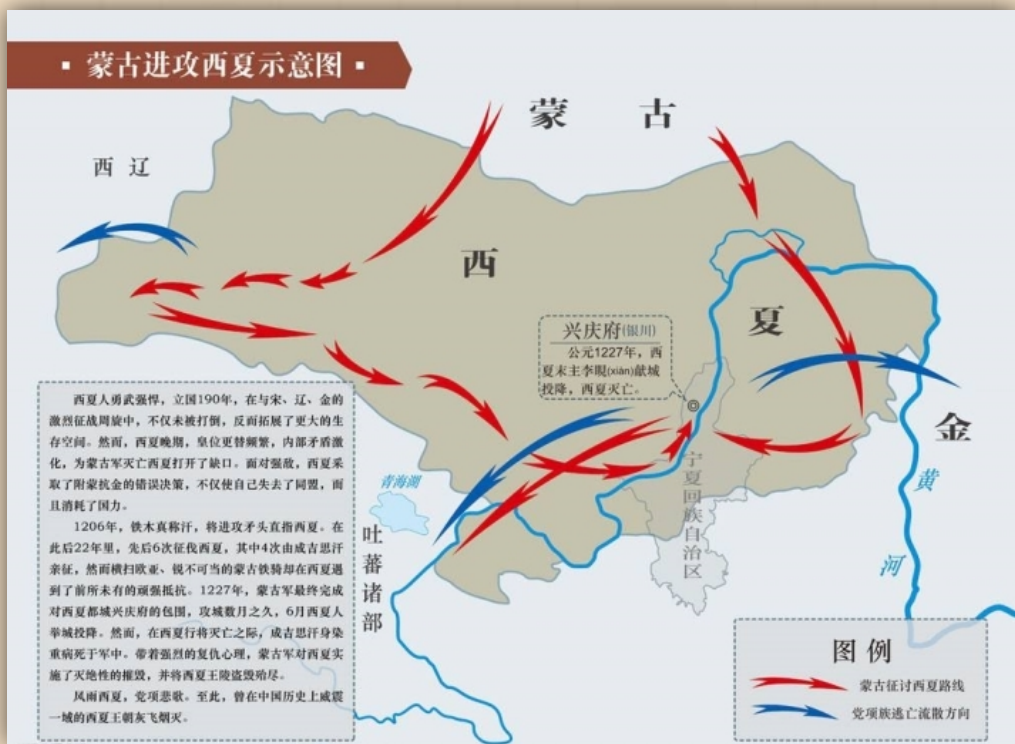 ▪ 蒙古进攻西夏示意图 ▪
蒙 古
西 辽
西
夏
兴庆府(银川)
公元1227年，西
夏末主李睍(xiàn)献城
投降，西夏灭亡。
金
西夏人勇武强悍，立国190年，在与宋、辽、金的
激烈征战周旋中，不仅未被打倒，反而拓展了更大的生
存空间。然而，西夏晚期，皇位更替频繁，内部矛盾激
化，为蒙古军灭亡西夏打开了缺口。面对强敌，西夏采
取了附蒙抗金的错误决策，不仅使自己失去了同盟，而
且消耗了国力。
1206年，铁木真称汗，将进攻矛头直指西夏。在
此后22年里，先后6次征伐西夏，其中4次由成吉思汗
亲征，然而横扫欧亚、锐不可当的蒙古铁骑却在西夏遇
到了前所未有的顽强抵抗。1227年，蒙古军最终完成
对西夏都城兴庆府的包围，攻城数月之久，6月西夏人
举城投降。然而，在西夏行将灭亡之际，成吉思汗身染
重病死于军中。带着强烈的复仇心理，蒙古军对西夏实
施了灭绝性的摧毁，并将西夏王陵盗毁殆尽。
风雨西夏，党项悲歌。至此，曾在中国历史上威震
一域的西夏王朝灰飞烟灭。
青海湖
吐蕃诸部
宁夏回族自治区
黄
河
图 例
蒙古征讨西夏路线
党项族逃亡流散方向